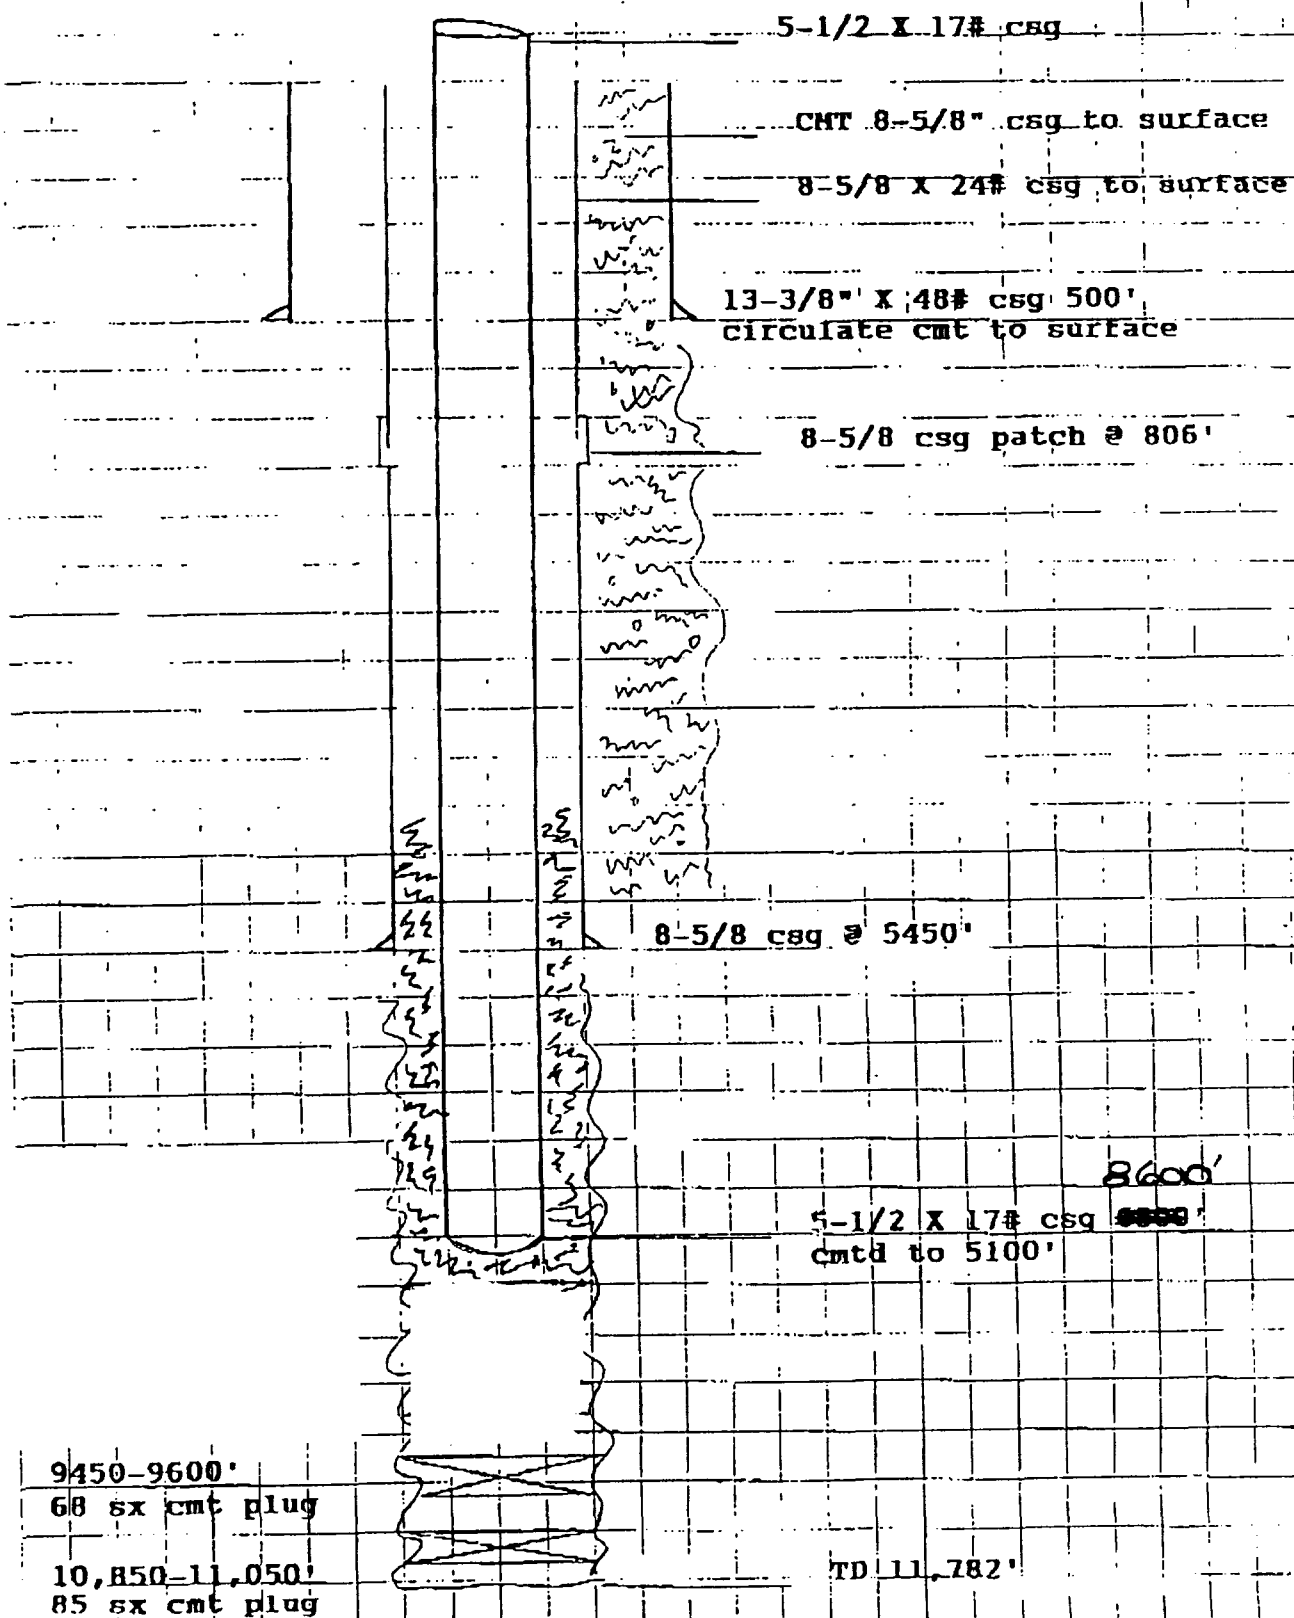 5-1/2 X 17# csg
CMT 8-5/8" csg to surface
8-5/8 X 24# csg to surface
13-3/8" X 48# csg 500'
circulate cmt to surface
8-5/8 csg patch @ 806'
8-5/8 csg @ 5450'
8600'
5-1/2 X 17# csg
cmtd to 5100'
9450-9600'
68 sx cmt plug
10,850-11,050'
85 sx cmt plug
TD 11,782'